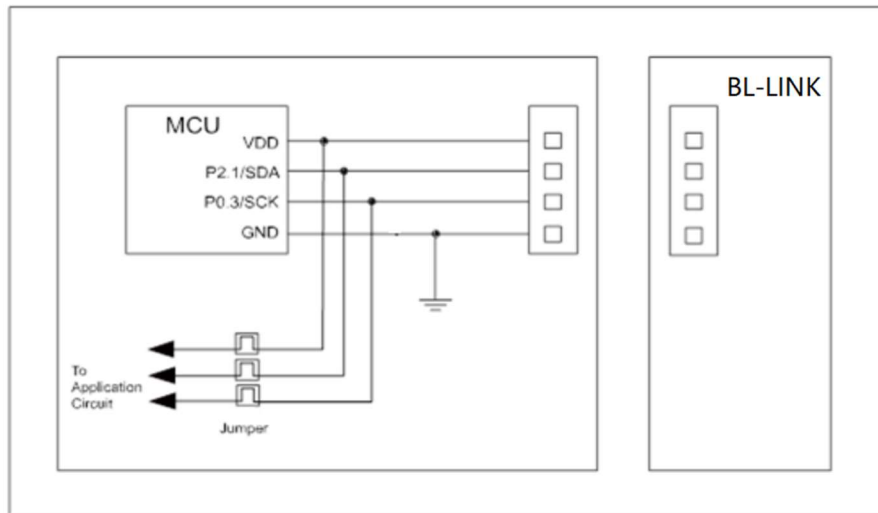 BL-LINK
MCU
VDD
P2.1/SDA
P0.3/SCK
GND
To
Application
Circuit
Jumper